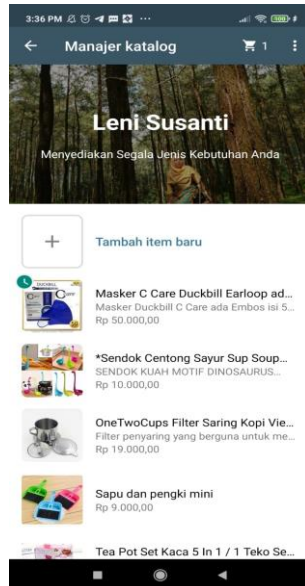 3:36 PM
100
Manajer katalog
1
Leni Susanti
Menyediakan Segala Jenis Kebutuhan Anda
Tambah item baru
DUCKBILL
Care
Masker C Care Duckbill Earloop ad...
Masker Duckbill C Care ada Embos isi 5...
Rp 50.000,00
*Sendok Centong Sayur Sup Soup...
SENDOK KUAH MOTIF DINOSAURUS...
Rp 10.000,00
OneTwoCups Filter Saring Kopi Vie...
Filter penyaring yang berguna untuk me...
Rp 19.000,00
Sapu dan pengki mini
Rp 9.000,00
Tea Pot Set Kaca 5 In 1 / 1 Teko Se...